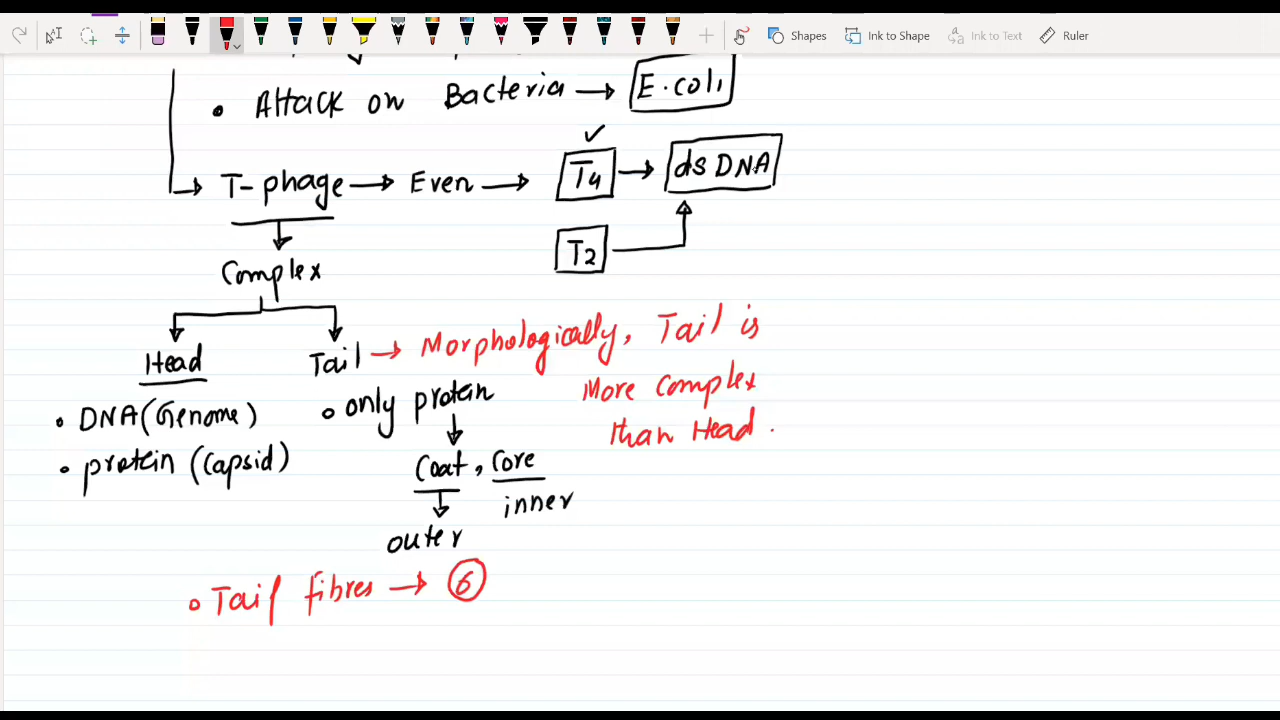 Shapes
Ink to Shape
Ink to Text
Ruler
• Attack on Bacteria → E.coli
✓
→ T-phage → Even → T4 → dsDNA
T2
Complex
Head
Tail → Morphologically, Tail is
More Complex
than Head.
• DNA (Genome)
• only protein
• protein (Capsid)
Coat, Core
inner
outer
• Tail fibres → 6